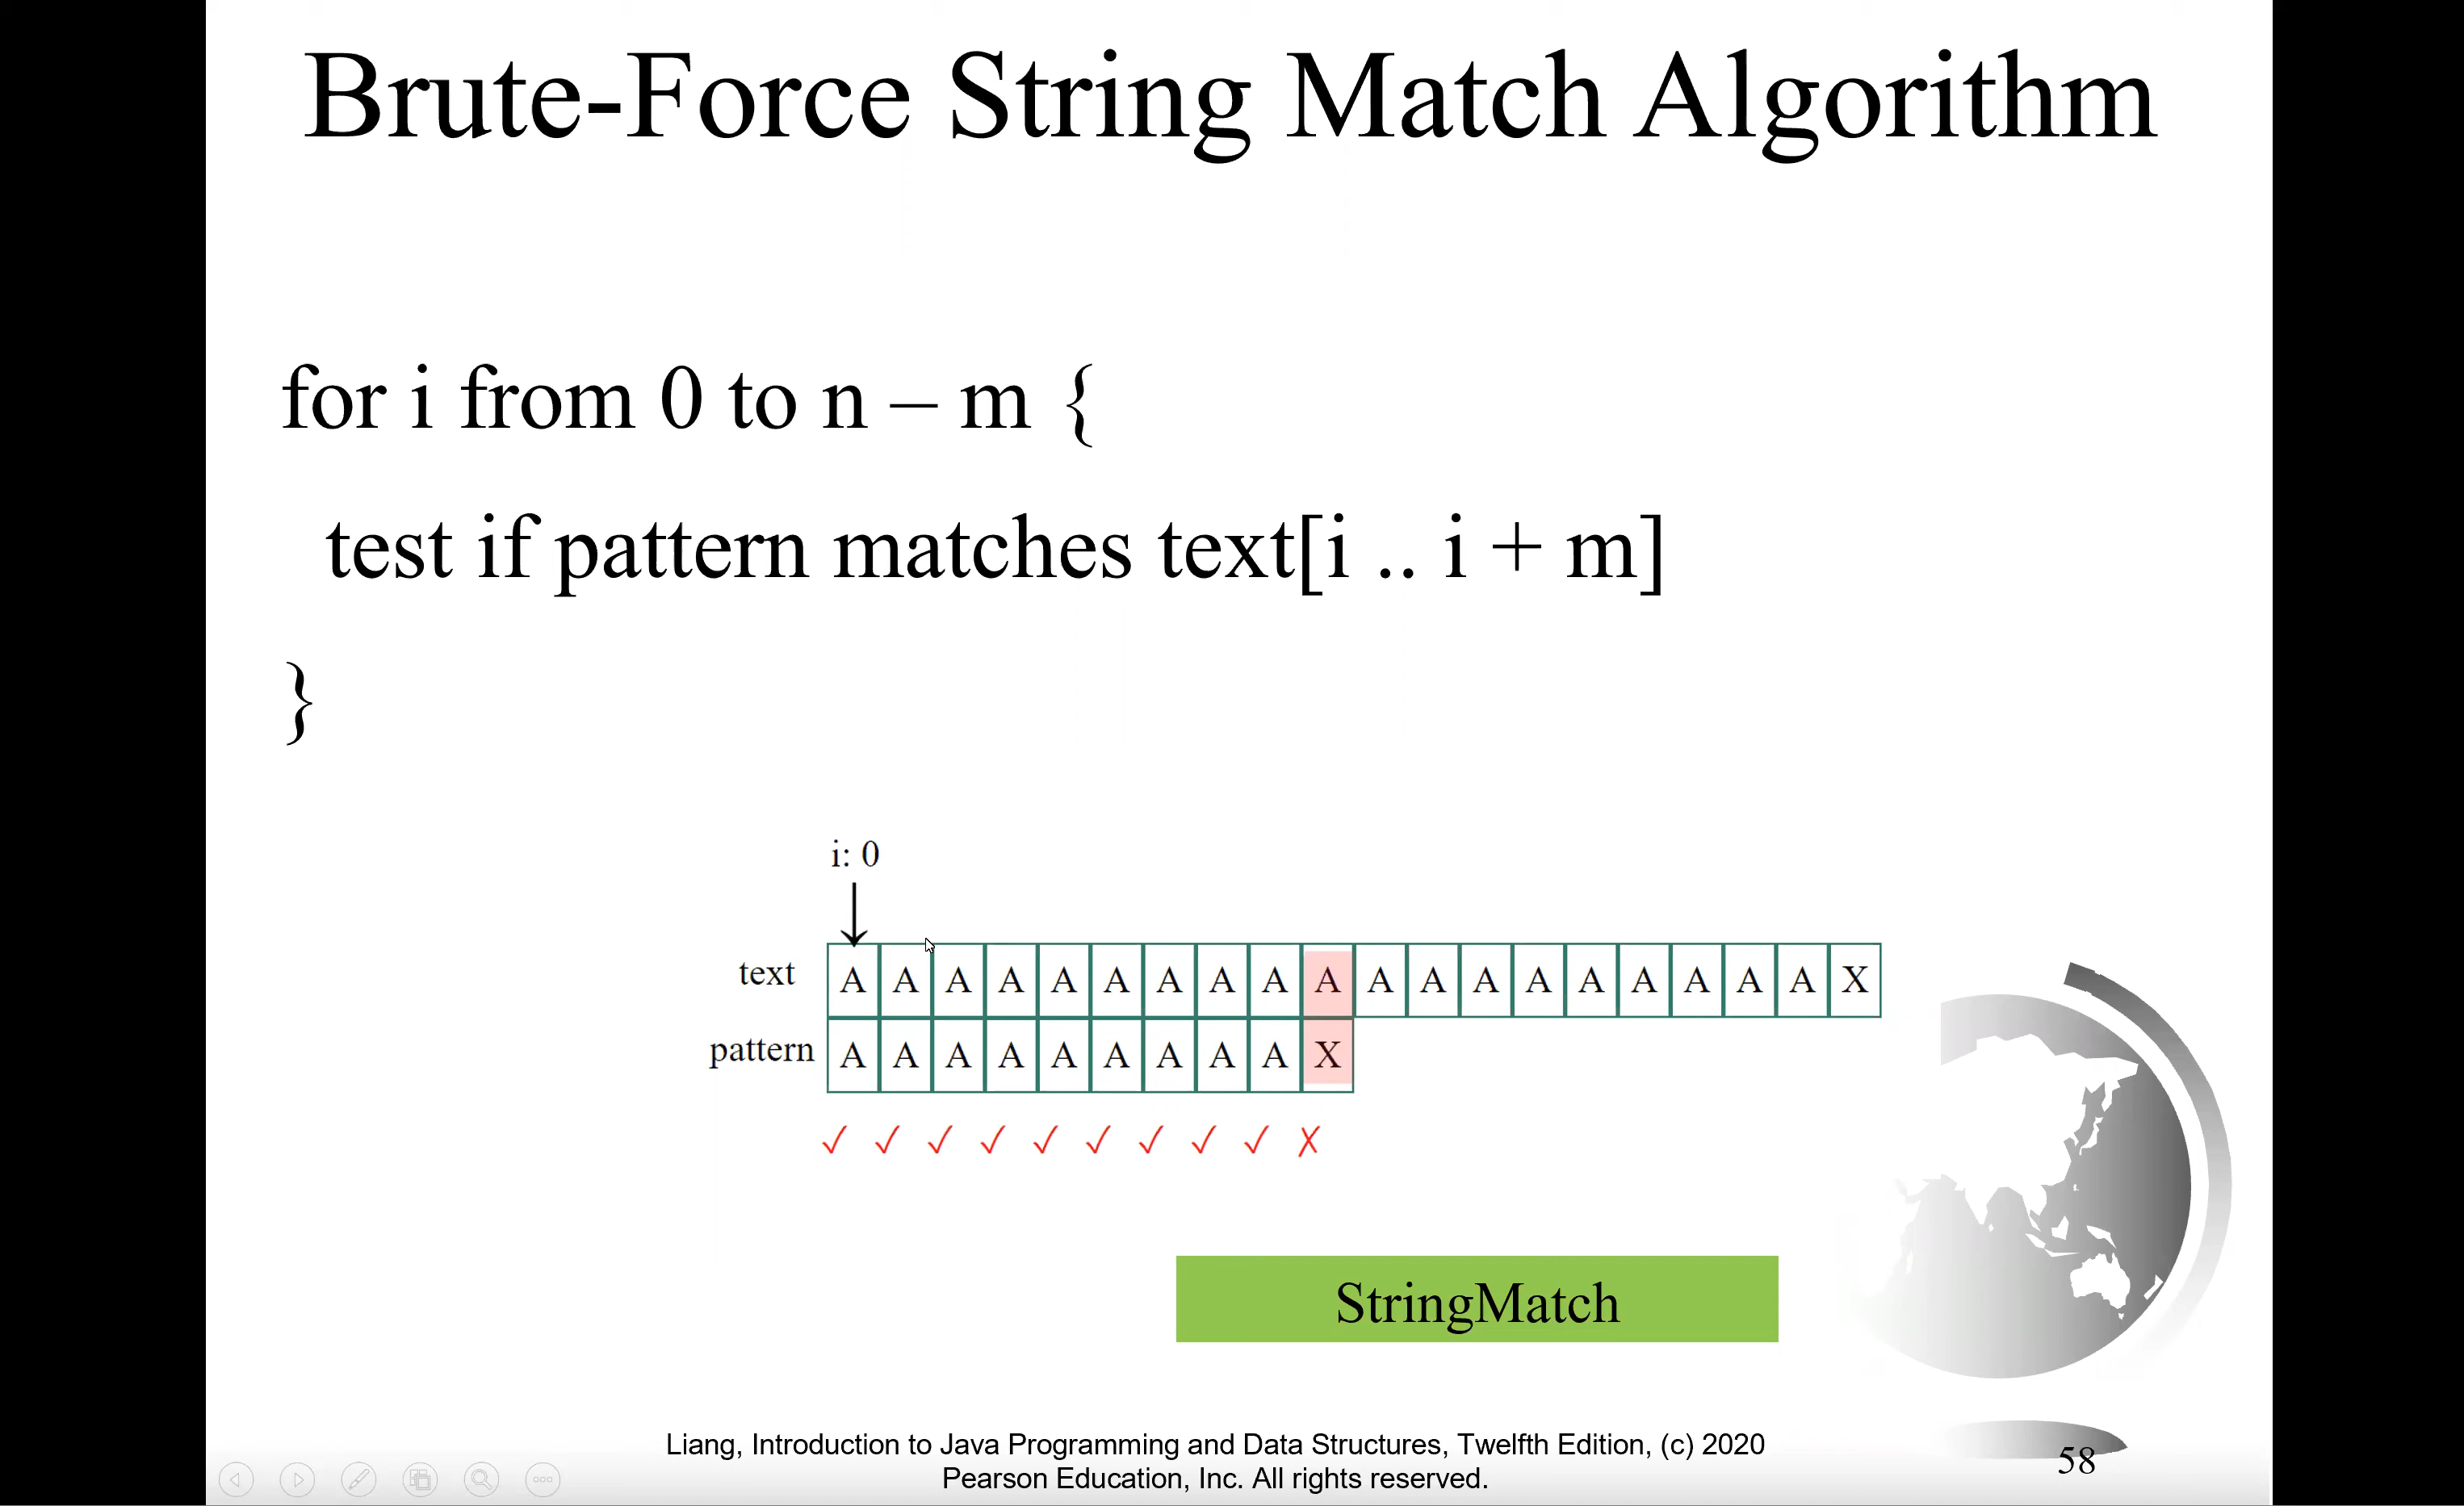 Brute-Force String Match Algorithm
for i from 0 to n – m {
test if pattern matches text[i .. i + m]
}
i: 0
text A A A A A A A A A A A A A A A A A A A X
pattern A A A A A A A A A X
✓ ✓ ✓ ✓ ✓ ✓ ✓ ✓ ✓ X
StringMatch
Liang, Introduction to Java Programming and Data Structures, Twelfth Edition, (c) 2020
Pearson Education, Inc. All rights reserved.
58